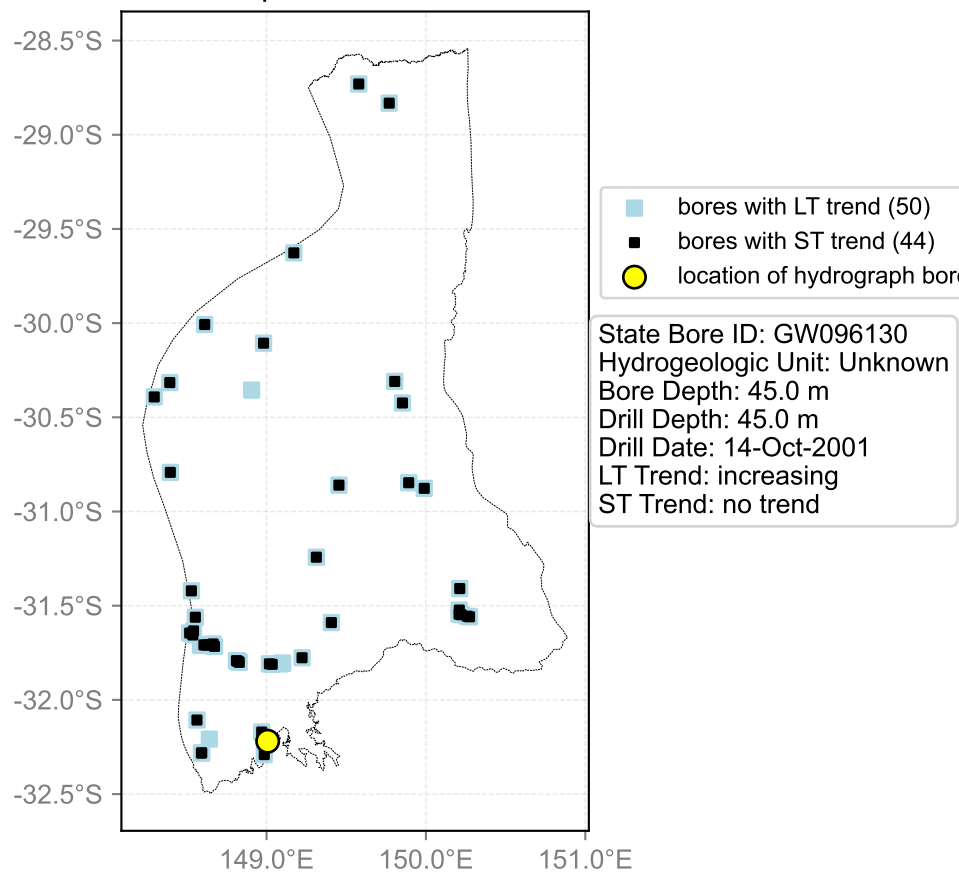 -28.5°S
-29.0°S
-29.5°S
-30.0°S
-30.5°S
-31.0°S
-31.5°S
-32.0°S
-32.5°S
149.0°E 150.0°E 151.0°E
bores with LT trend (50)
bores with ST trend (44)
location of hydrograph bore
State Bore ID: GW096130
Hydrogeologic Unit: Unknown
Bore Depth: 45.0 m
Drill Depth: 45.0 m
Drill Date: 14-Oct-2001
LT Trend: increasing
ST Trend: no trend